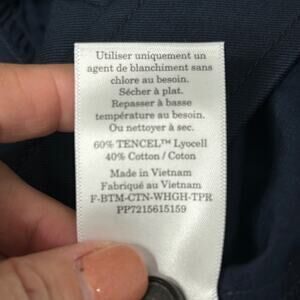 Utiliser uniquement un
agent de blanchiment sans
chlore au besoin.
Sécher à plat.
Repasser à basse
température au besoin.
Ou nettoyer à sec.
60% TENCEL™ Lyocell
40% Cotton / Coton
Made in Vietnam
Fabriqué au Vietnam
F-BTM-CTN-WHGH-TPR
PP7215615159